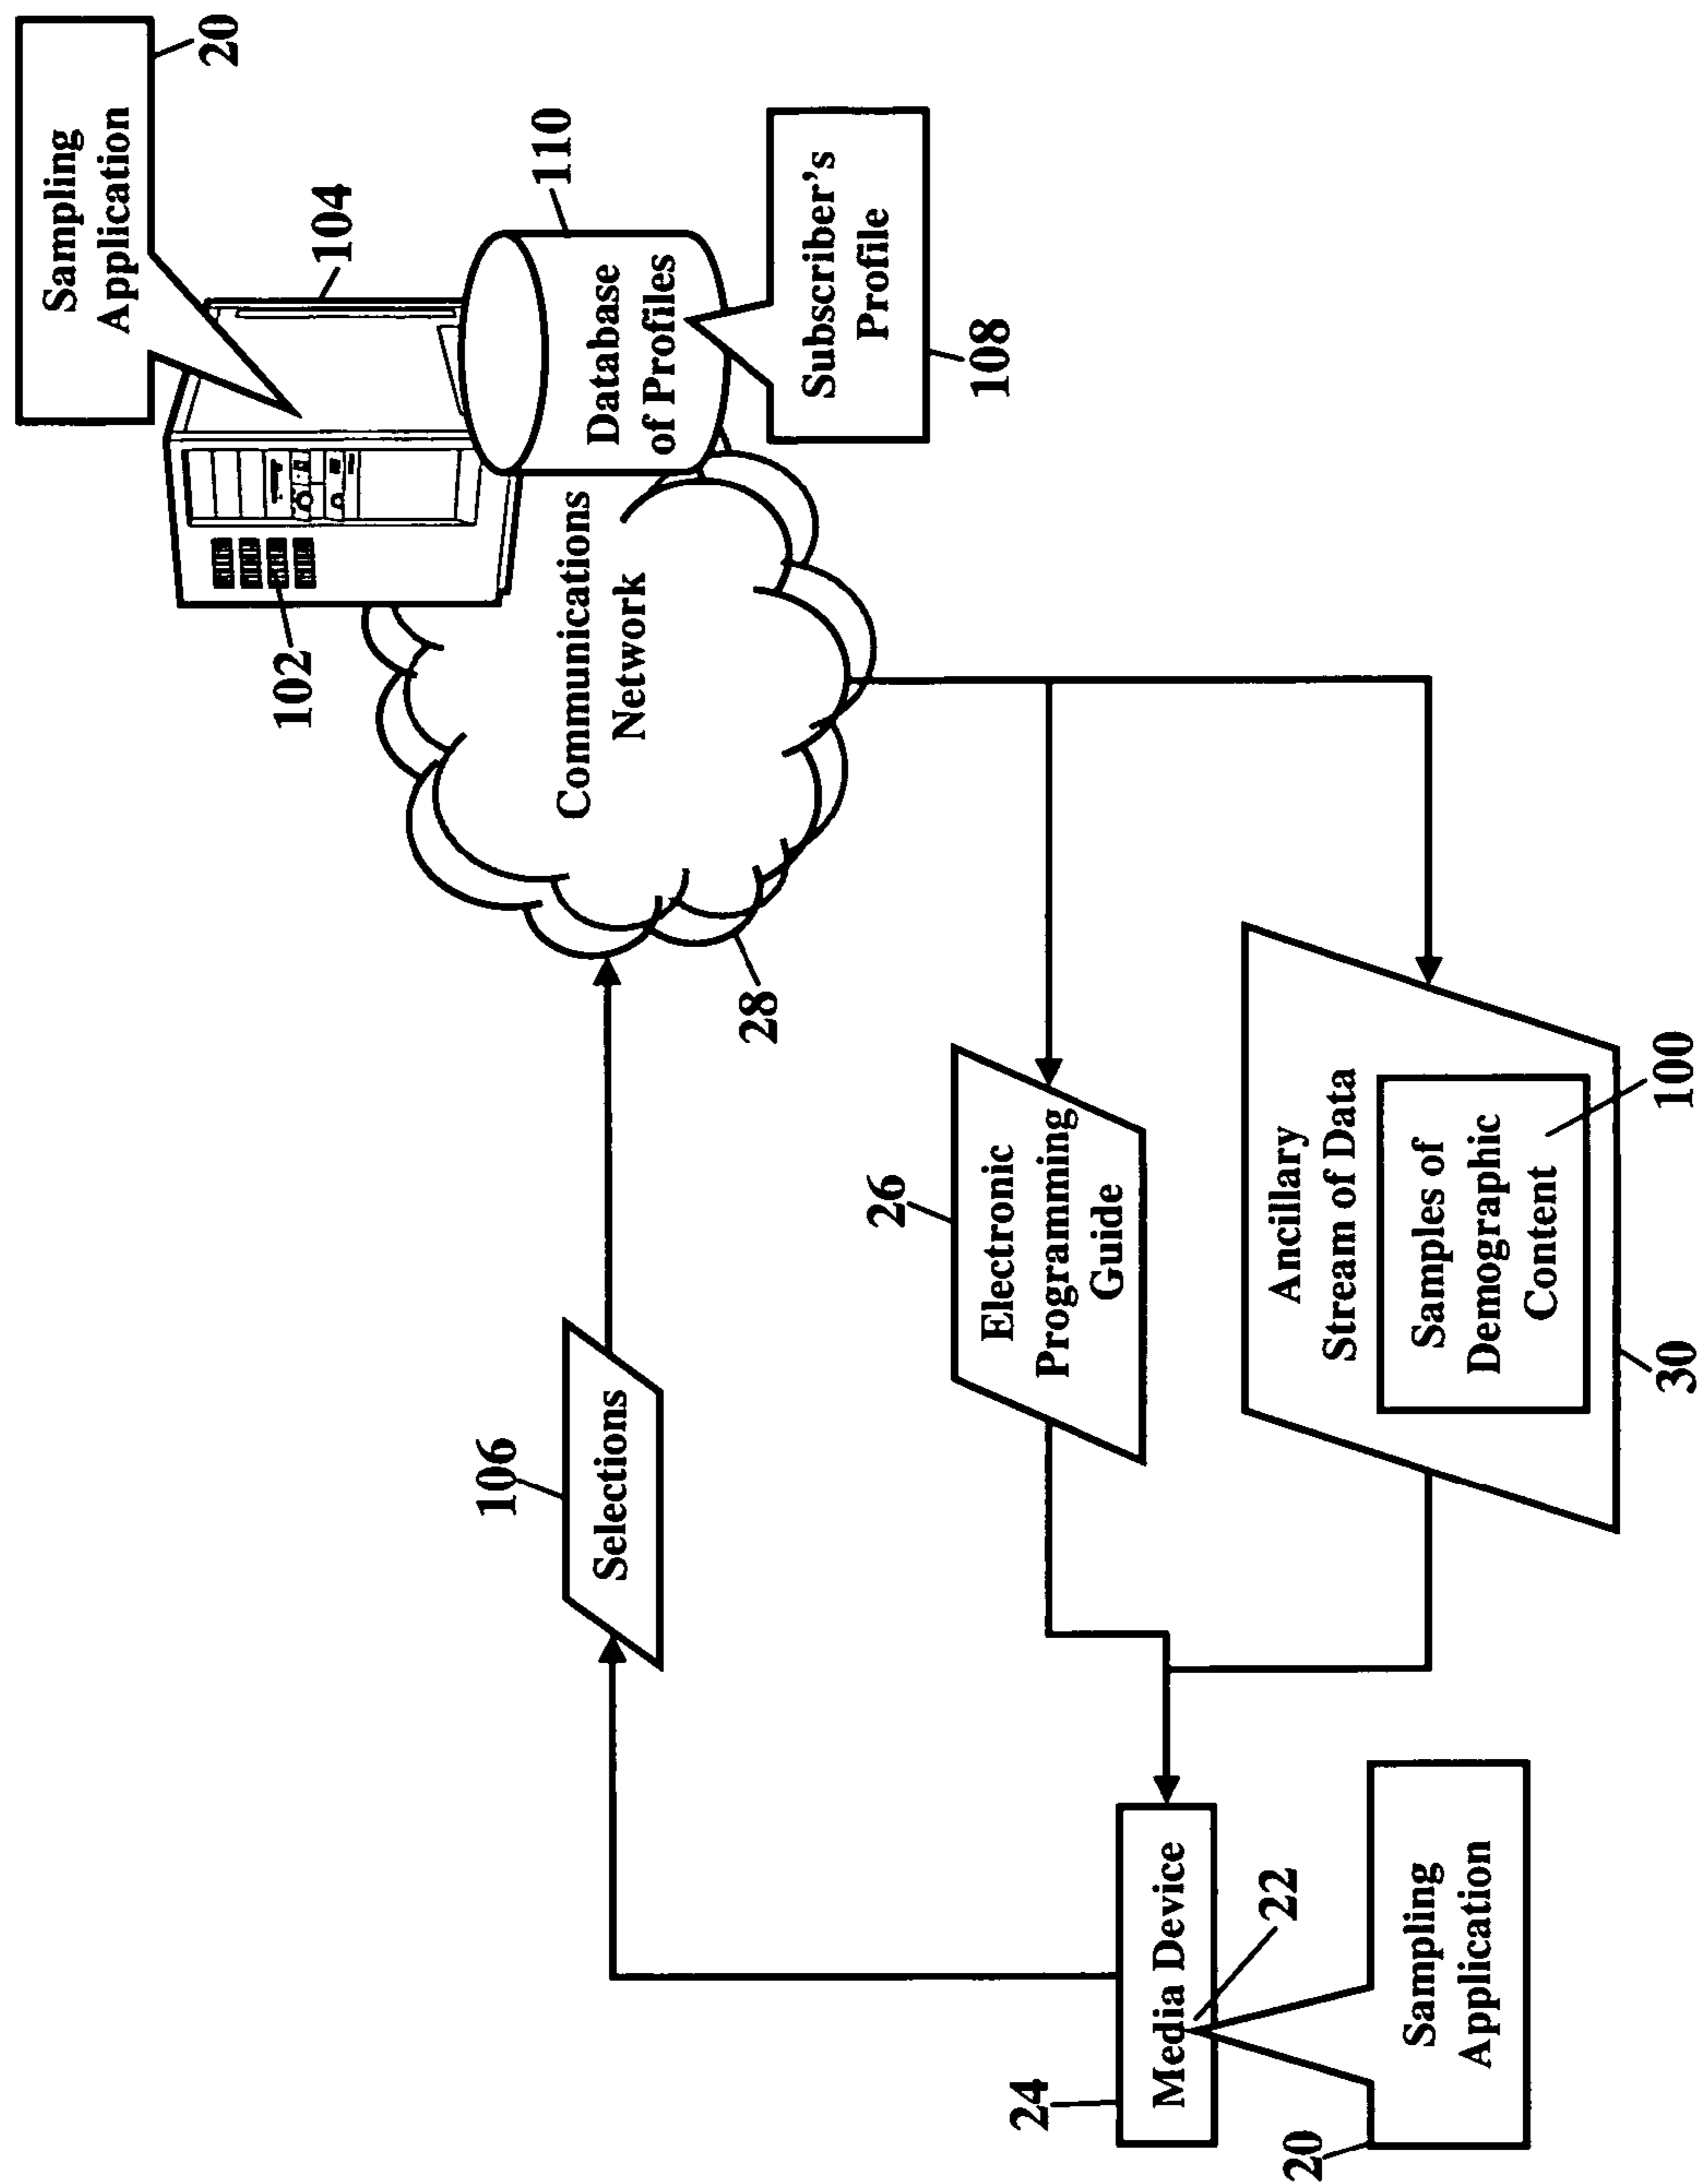 Sampling
Application
20
104
110
102
Database
of Profiles
Subscriber's
Profile
108
Communications
Network
28
106
Selections
26
Electronic
Programming
Guide
Ancillary
Stream of Data
Samples of
Demographic
Content
100
30
24
Media Device
22
20
Sampling
Application